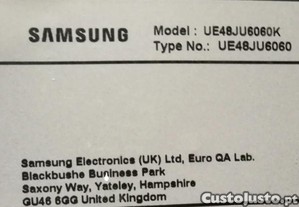 SAMSUNG
Model : UE48JU6060K
Type No.: UE48JU6060
Samsung Electronics (UK) Ltd, Euro QA Lab.
Blackbushe Business Park
Saxony Way, Yateley, Hampshire
GU46 6GG United Kingdom
CustoJusto.pt